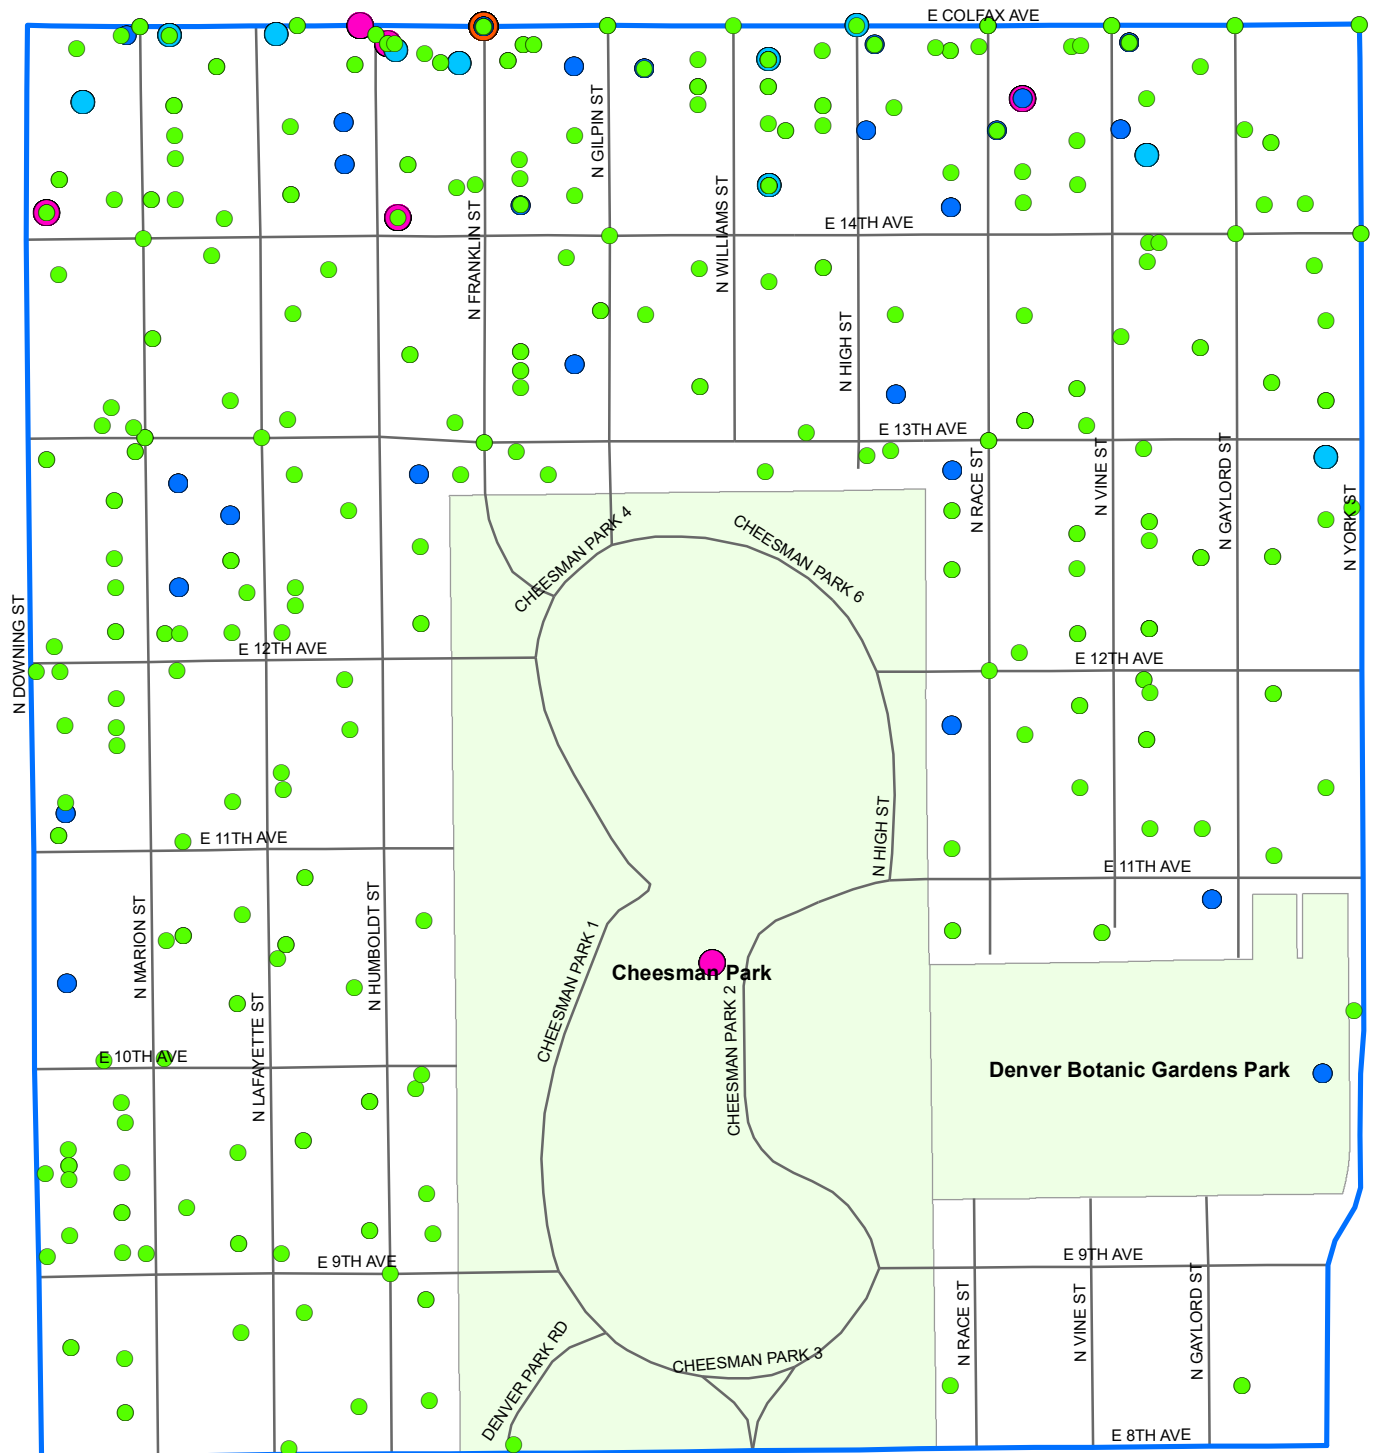 E COLFAX AVE
N GILPIN ST
N WILLIAMS ST
N FRANKLIN ST
E 14TH AVE
N HIGH ST
E 13TH AVE
N RACE ST
N VINE ST
N GAYLORD ST
N YORK ST
CHEESMAN PARK 4
CHEESMAN PARK 6
N DOWNING ST
E 12TH AVE
E 12TH AVE
N HIGH ST
E 11TH AVE
E 11TH AVE
N MARION ST
N HUMBOLDT ST
N LAFAYETTE ST
CHEESMAN PARK 1
Cheesman Park
CHEESMAN PARK 2
E 10TH AVE
Denver Botanic Gardens Park
E 9TH AVE
E 9TH AVE
N RACE ST
N VINE ST
N GAYLORD ST
DENVER PARK RD
CHEESMAN PARK 3
E 8TH AVE